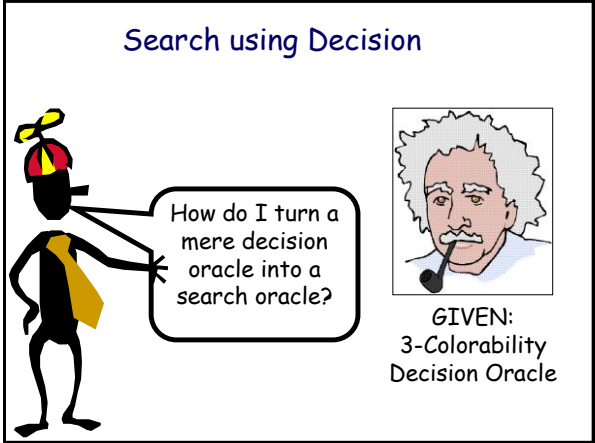 Search using Decision
How do I turn a
mere decision
oracle into a
search oracle?
GIVEN:
3-Colorability
Decision Oracle